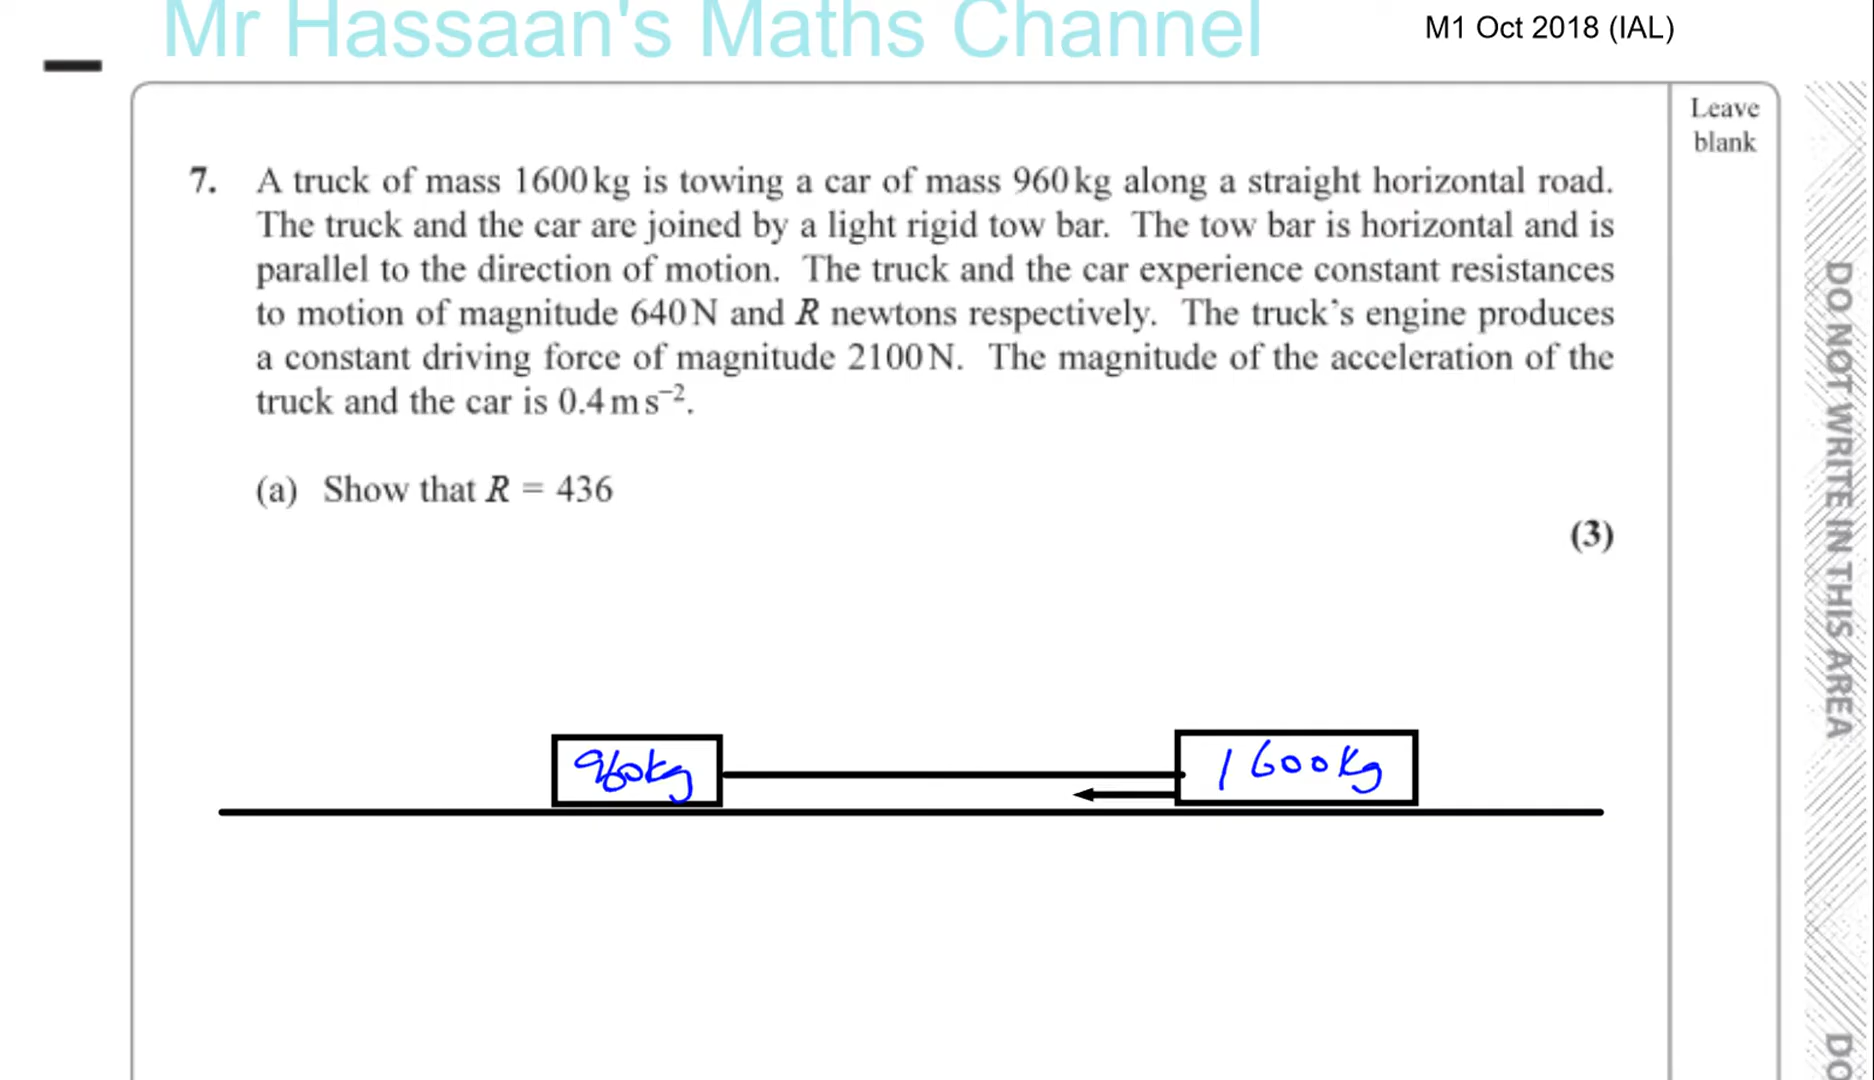 Mr Hassaan's Maths Channel
M1 Oct 2018 (IAL)
Leave
blank
7. A truck of mass 1600 kg is towing a car of mass 960 kg along a straight horizontal road.
The truck and the car are joined by a light rigid tow bar. The tow bar is horizontal and is
parallel to the direction of motion. The truck and the car experience constant resistances
to motion of magnitude 640 N and R newtons respectively. The truck's engine produces
a constant driving force of magnitude 2100 N. The magnitude of the acceleration of the
truck and the car is 0.4 m s⁻².
(a) Show that R = 436
(3)
960kg
1600kg
DO NOT WRITE IN THIS AREA
DO